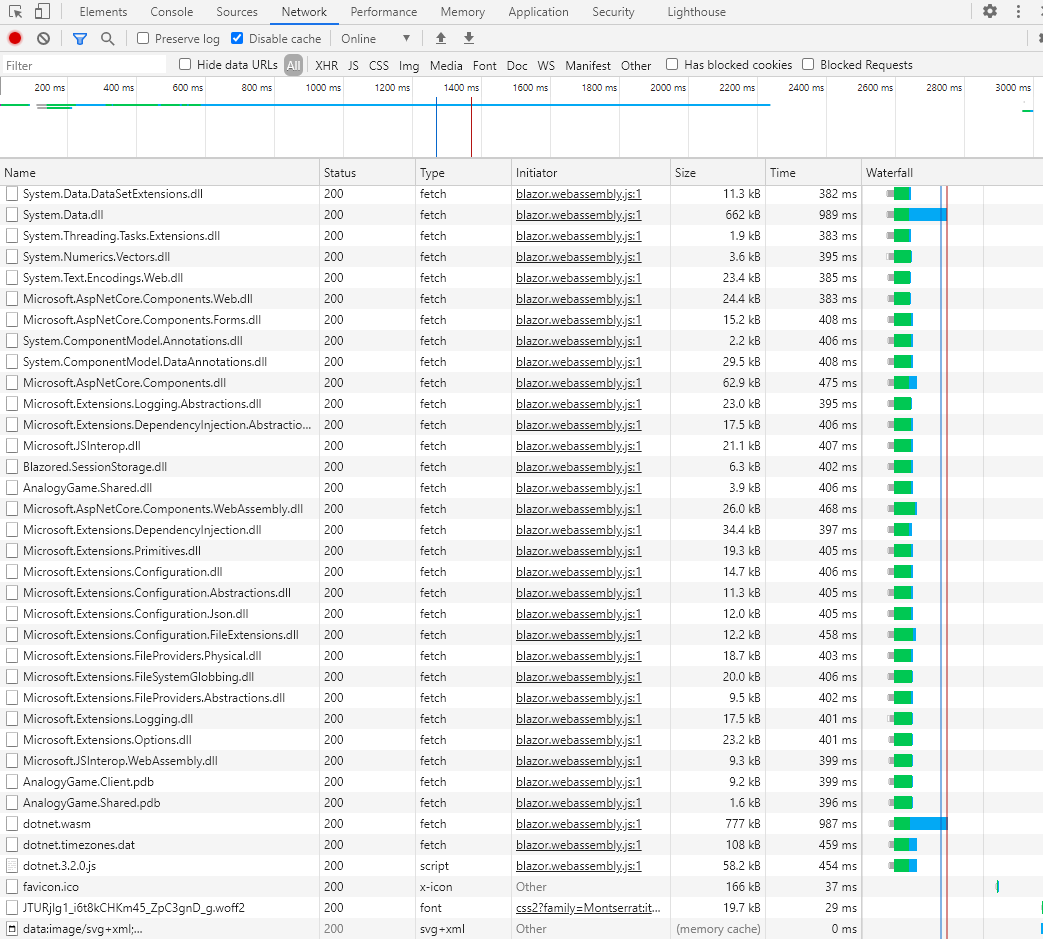 Elements Console Sources Network Performance Memory Application Security Lighthouse
Preserve log Disable cache Online ▼
Filter Hide data URLs All XHR JS CSS Img Media Font Doc WS Manifest Other Has blocked cookies Blocked Requests
200 ms 400 ms 600 ms 800 ms 1000 ms 1200 ms 1400 ms 1600 ms 1800 ms 2000 ms 2200 ms 2400 ms 2600 ms 2800 ms 3000 ms
Name Status Type Initiator Size Time Waterfall
System.Data.DataSetExtensions.dll 200 fetch blazor.webassembly.js:1 11.3 kB 382 ms
System.Data.dll 200 fetch blazor.webassembly.js:1 662 kB 989 ms
System.Threading.Tasks.Extensions.dll 200 fetch blazor.webassembly.js:1 1.9 kB 383 ms
System.Numerics.Vectors.dll 200 fetch blazor.webassembly.js:1 3.6 kB 395 ms
System.Text.Encodings.Web.dll 200 fetch blazor.webassembly.js:1 23.4 kB 385 ms
Microsoft.AspNetCore.Components.Web.dll 200 fetch blazor.webassembly.js:1 24.4 kB 383 ms
Microsoft.AspNetCore.Components.Forms.dll 200 fetch blazor.webassembly.js:1 15.2 kB 408 ms
System.ComponentModel.Annotations.dll 200 fetch blazor.webassembly.js:1 2.2 kB 406 ms
System.ComponentModel.DataAnnotations.dll 200 fetch blazor.webassembly.js:1 29.5 kB 408 ms
Microsoft.AspNetCore.Components.dll 200 fetch blazor.webassembly.js:1 62.9 kB 475 ms
Microsoft.Extensions.Logging.Abstractions.dll 200 fetch blazor.webassembly.js:1 23.0 kB 395 ms
Microsoft.Extensions.DependencyInjection.Abstractio... 200 fetch blazor.webassembly.js:1 17.5 kB 406 ms
Microsoft.JSInterop.dll 200 fetch blazor.webassembly.js:1 21.1 kB 407 ms
Blazored.SessionStorage.dll 200 fetch blazor.webassembly.js:1 6.3 kB 402 ms
AnalogyGame.Shared.dll 200 fetch blazor.webassembly.js:1 3.9 kB 406 ms
Microsoft.AspNetCore.Components.WebAssembly.dll 200 fetch blazor.webassembly.js:1 26.0 kB 468 ms
Microsoft.Extensions.DependencyInjection.dll 200 fetch blazor.webassembly.js:1 34.4 kB 397 ms
Microsoft.Extensions.Primitives.dll 200 fetch blazor.webassembly.js:1 19.3 kB 405 ms
Microsoft.Extensions.Configuration.dll 200 fetch blazor.webassembly.js:1 14.7 kB 406 ms
Microsoft.Extensions.Configuration.Abstractions.dll 200 fetch blazor.webassembly.js:1 11.3 kB 405 ms
Microsoft.Extensions.Configuration.Json.dll 200 fetch blazor.webassembly.js:1 12.0 kB 405 ms
Microsoft.Extensions.Configuration.FileExtensions.dll 200 fetch blazor.webassembly.js:1 12.2 kB 458 ms
Microsoft.Extensions.FileProviders.Physical.dll 200 fetch blazor.webassembly.js:1 18.7 kB 403 ms
Microsoft.Extensions.FileSystemGlobbing.dll 200 fetch blazor.webassembly.js:1 20.0 kB 406 ms
Microsoft.Extensions.FileProviders.Abstractions.dll 200 fetch blazor.webassembly.js:1 9.5 kB 402 ms
Microsoft.Extensions.Logging.dll 200 fetch blazor.webassembly.js:1 17.5 kB 401 ms
Microsoft.Extensions.Options.dll 200 fetch blazor.webassembly.js:1 23.2 kB 401 ms
Microsoft.JSInterop.WebAssembly.dll 200 fetch blazor.webassembly.js:1 9.3 kB 399 ms
AnalogyGame.Client.pdb 200 fetch blazor.webassembly.js:1 9.2 kB 399 ms
AnalogyGame.Shared.pdb 200 fetch blazor.webassembly.js:1 1.6 kB 396 ms
dotnet.wasm 200 fetch blazor.webassembly.js:1 777 kB 987 ms
dotnet.timezones.dat 200 fetch blazor.webassembly.js:1 108 kB 459 ms
dotnet.3.2.0.js 200 script blazor.webassembly.js:1 58.2 kB 454 ms
favicon.ico 200 x-icon Other 166 kB 37 ms
JTURjIg1_i6t8kCHKm45_ZpC3gnD_g.woff2 200 font css2?family=Montserrat:it... 19.7 kB 29 ms
data:image/svg+xml;... 200 svg+xml Other (memory cache) 0 ms